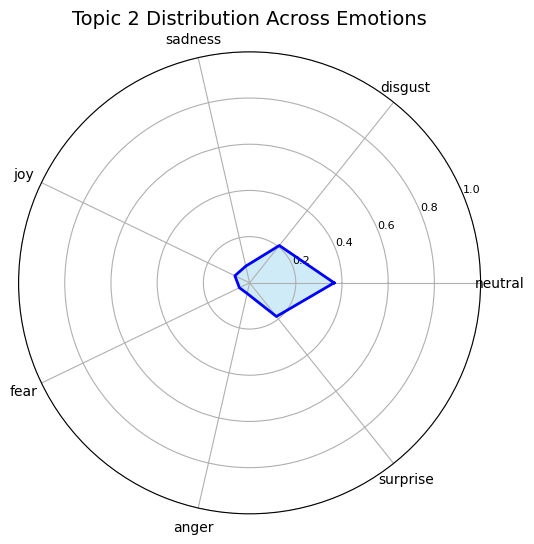 Topic 2 Distribution Across Emotions
sadness
disgust
joy
1.0
0.8
0.6
0.4
0.2
neutral
fear
surprise
anger